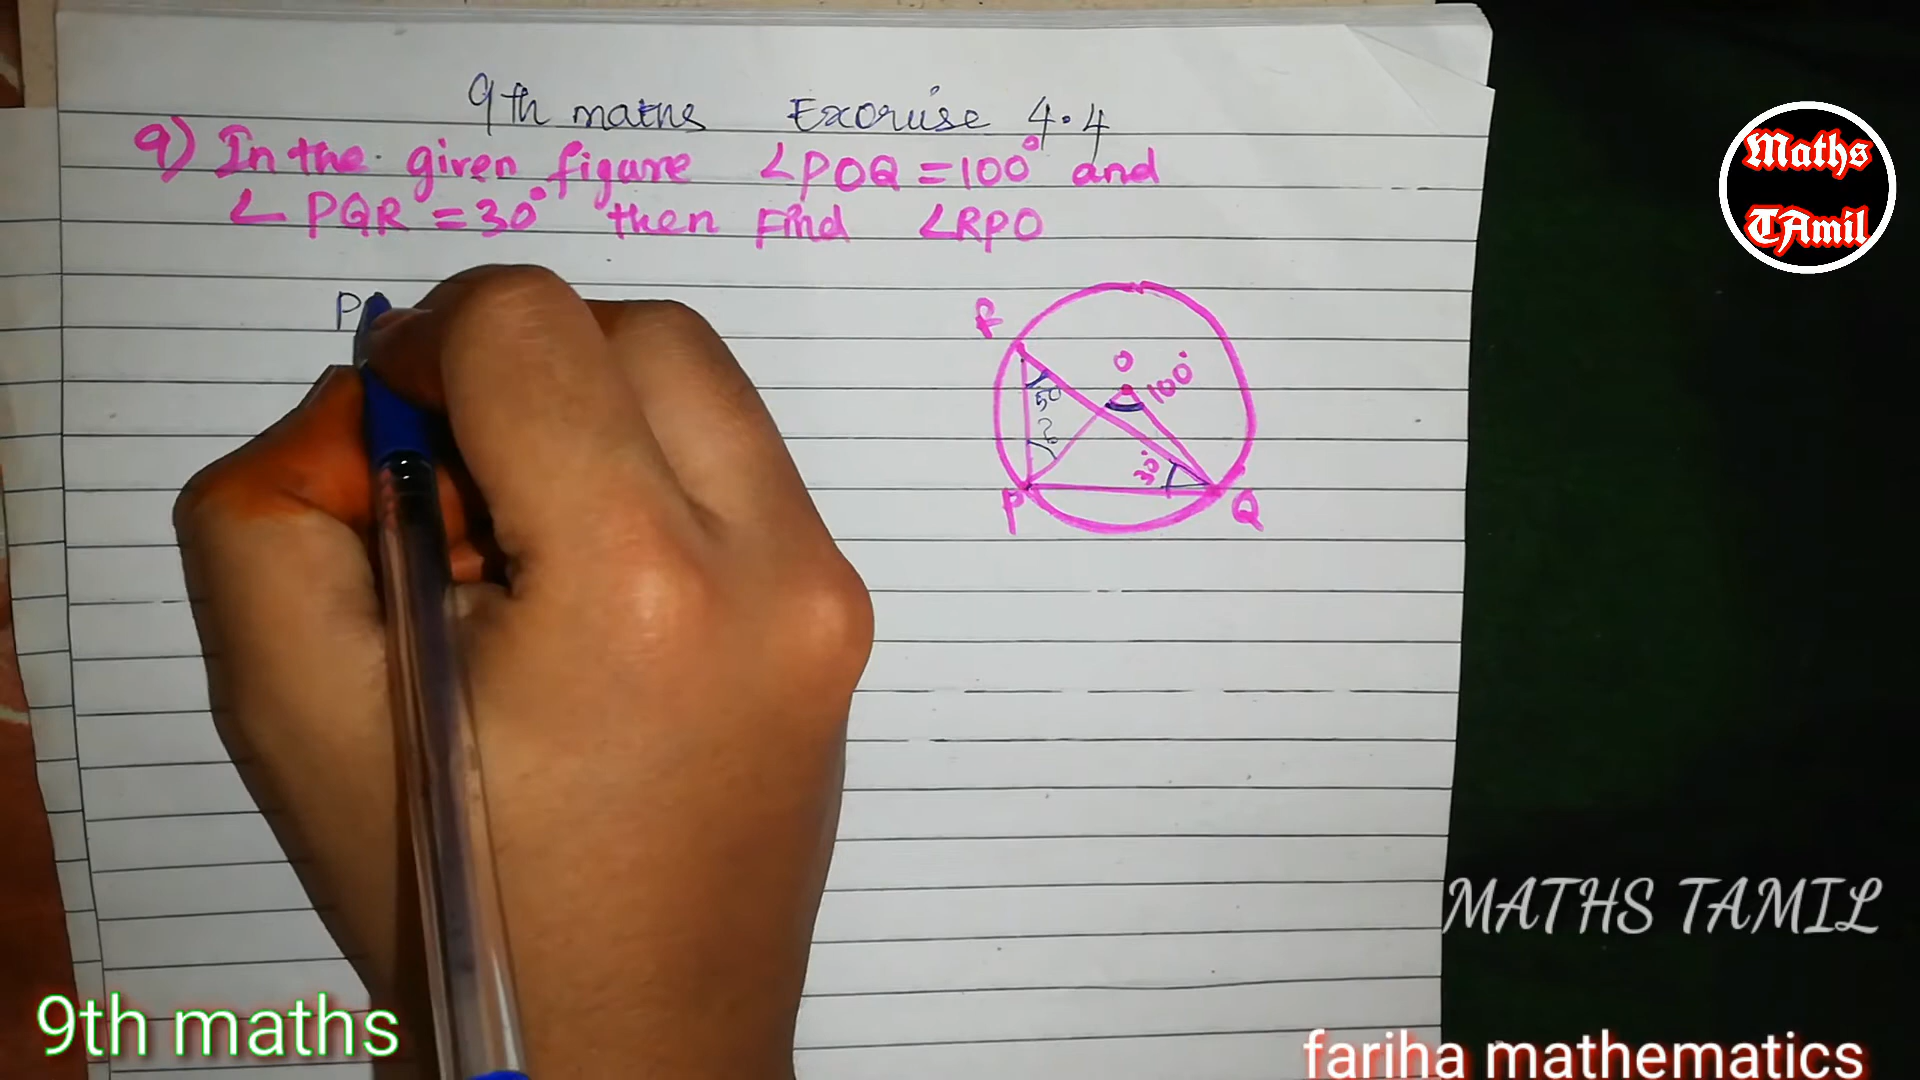 9th maths Exercise 4.4
9) In the given figure ∠POQ = 100° and
∠PQR = 30° then Find ∠RPO
P
R
O
100°
50
?
30°
P
Q
Maths
TAmil
MATHS TAMIL
9th maths
fariha mathematics